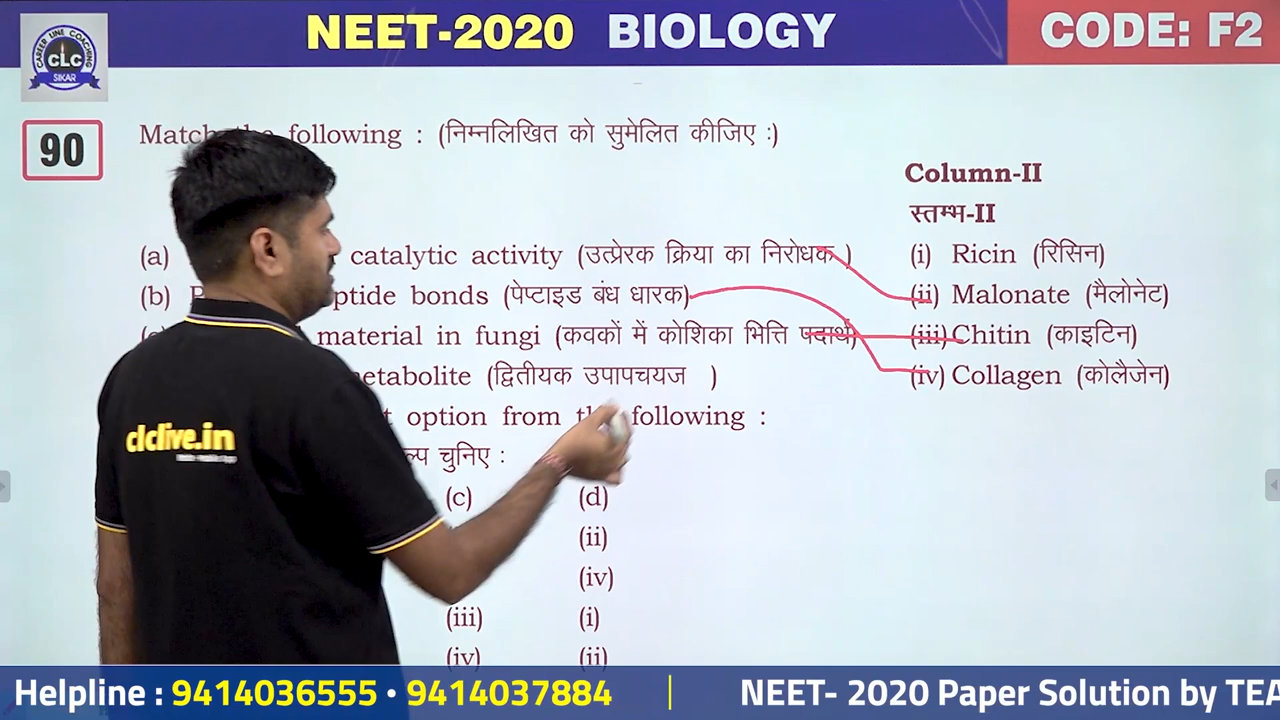 NEET-2020 BIOLOGY
CODE: F2
CAREER LINE COACHING
CLC
SIKAR
90
Match the following : (निम्नलिखित को सुमेलित कीजिए :)
Column-II
स्तम्भ-II
(a) catalytic activity (उत्प्रेरक क्रिया का निरोधक )
(i) Ricin (रिसिन)
(b) bonds (पेप्टाइड बंध धारक)
(ii) Malonate (मैलोनेट)
material in fungi (कवकों में कोशिका भित्ति पदार्थ)
(iii) Chitin (काइटिन)
(द्वितीयक उपापचयज )
(iv) Collagen (कोलैजेन)
option from the following :
चुनिए :
(c) (d)
(ii)
(iv)
(iii) (i)
(iv) (ii)
clclive.in
Helpline : 9414036555 • 9414037884 | NEET- 2020 Paper Solution by